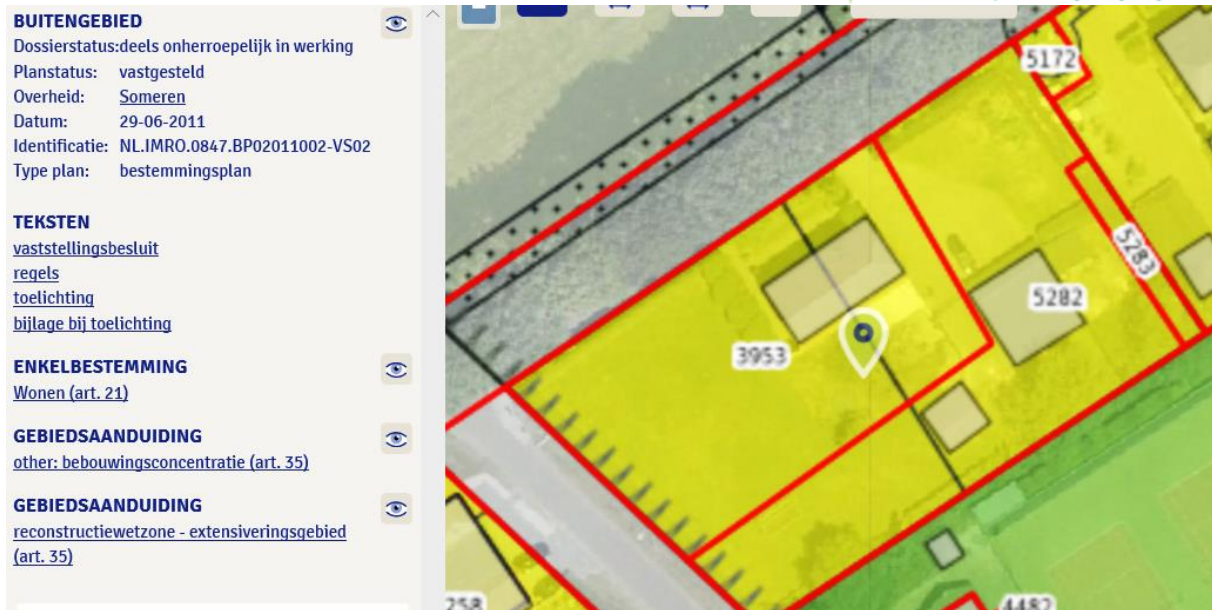 BUITENGEBIED
Dossierstatus:deels onherroepelijk in werking
Planstatus: vastgesteld
Overheid: Someren
Datum: 29-06-2011
Identificatie: NL.IMRO.0847.BP02011002-VS02
Type plan: bestemmingsplan
TEKSTEN
vaststellingsbesluit
regels
toelichting
bijlage bij toelichting
ENKELBESTEMMING
Wonen (art. 21)
GEBIEDSAANDUIDING
other: bebouwingsconcentratie (art. 35)
GEBIEDSAANDUIDING
reconstructiewetzone - extensiveringsgebied
(art. 35)
5172
5283
5282
3953
258
4482